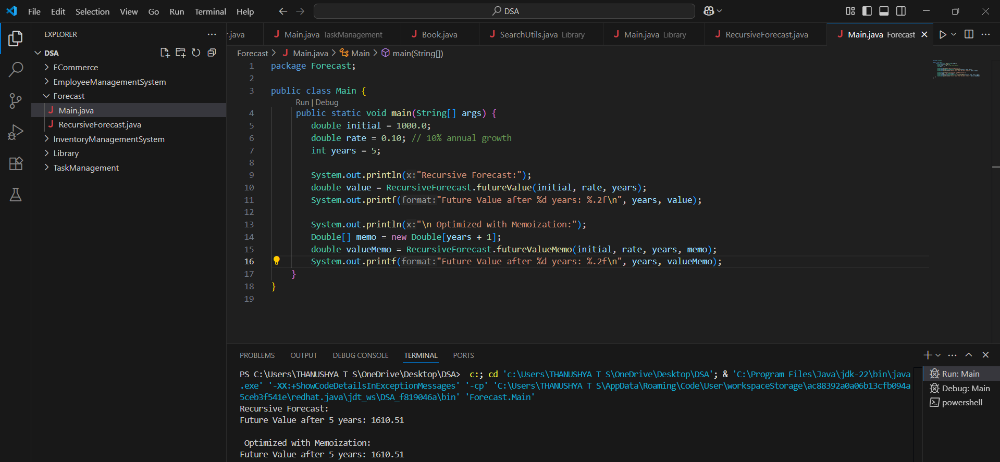 File Edit Selection View Go Run Terminal Help
DSA
EXPLORER
DSA
ECommerce
EmployeeManagementSystem
Forecast
Main.java
RecursiveForecast.java
InventoryManagementSystem
Library
TaskManagement
r.java
Main.java TaskManagement
Book.java
SearchUtils.java Library
Main.java Library
RecursiveForecast.java
Main.java Forecast
Forecast > Main.java > Main > main(String[])
1 package Forecast;
2
3 public class Main {
Run | Debug
4 public static void main(String[] args) {
5 double initial = 1000.0;
6 double rate = 0.10; // 10% annual growth
7 int years = 5;
8
9 System.out.println(x:"Recursive Forecast:");
10 double value = RecursiveForecast.futureValue(initial, rate, years);
11 System.out.printf(format:"Future Value after %d years: %.2f\n", years, value);
12
13 System.out.println(x:"\n Optimized with Memoization:");
14 Double[] memo = new Double[years + 1];
15 double valueMemo = RecursiveForecast.futureValueMemo(initial, rate, years, memo);
16 System.out.printf(format:"Future Value after %d years: %.2f\n", years, valueMemo);
17 }
18 }
19
PROBLEMS OUTPUT DEBUG CONSOLE TERMINAL PORTS
PS C:\Users\THANUSHYA T S\OneDrive\Desktop\DSA> c:; cd 'c:\Users\THANUSHYA T S\OneDrive\Desktop\DSA'; & 'C:\Program Files\Java\jdk-22\bin\java
.exe' '-XX:+ShowCodeDetailsInExceptionMessages' '-cp' 'C:\Users\THANUSHYA T S\AppData\Roaming\Code\User\workspaceStorage\ac88392a0a06b13cfb094a
5ceb3f541e\redhat.java\jdt_ws\DSA_f819046a\bin' 'Forecast.Main'
Recursive Forecast:
Future Value after 5 years: 1610.51
Optimized with Memoization:
Future Value after 5 years: 1610.51
Run: Main
Debug: Main
powershell